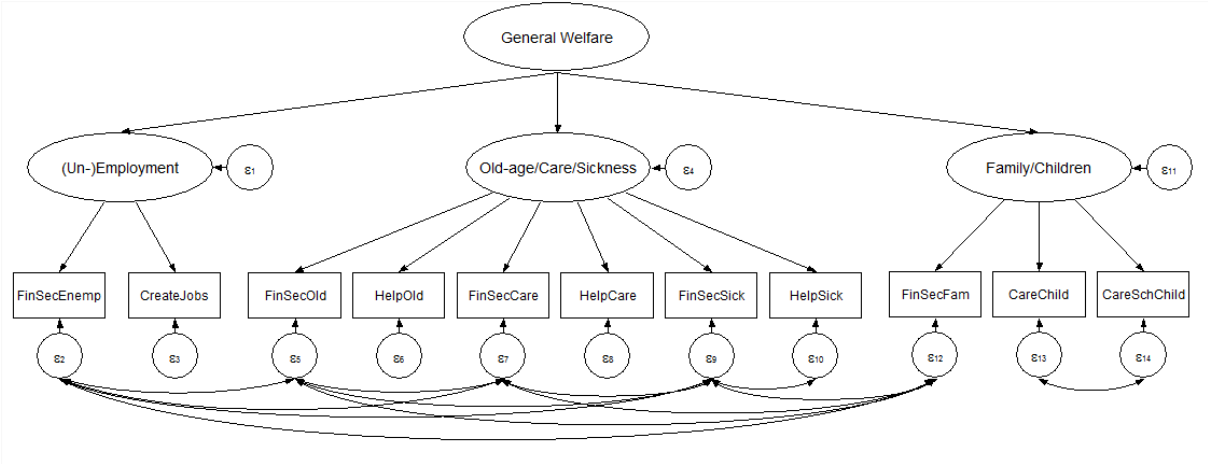 General Welfare
(Un-)Employment
ε1
Old-age/Care/Sickness
ε4
Family/Children
ε11
FinSecEnemp
CreateJobs
FinSecOld
HelpOld
FinSecCare
HelpCare
FinSecSick
HelpSick
FinSecFam
CareChild
CareSchChild
ε2
ε3
ε5
ε6
ε7
ε8
ε9
ε10
ε12
ε13
ε14